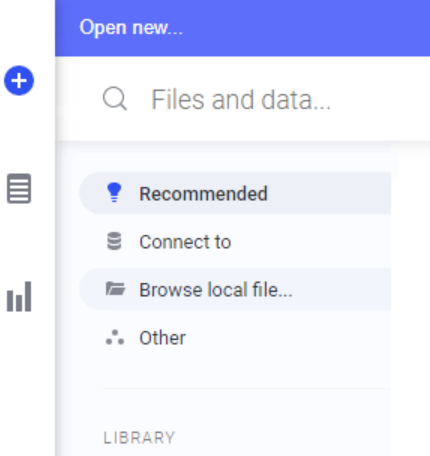 Open new...
Files and data...
Recommended
Connect to
Browse local file...
Other
LIBRARY